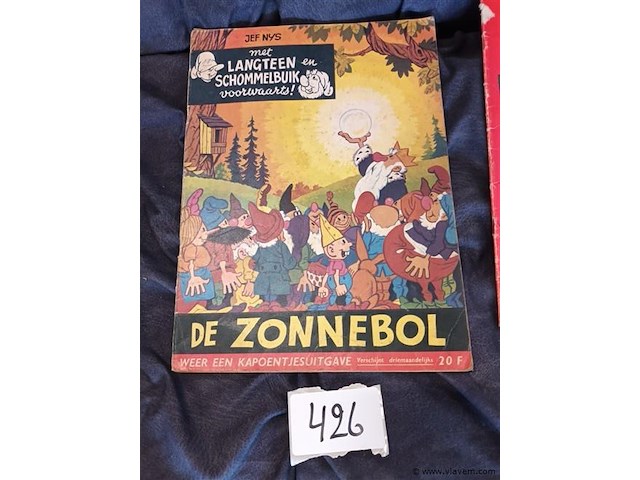 JEF NYS
met
LANGTEEN en
SCHOMMELBUIK
voorwaarts!
DE ZONNEBOL
WEER EEN KAPOENTJESUITGAVE Verschijnt driemaandelijks 20 F
426
© www.vlavem.com